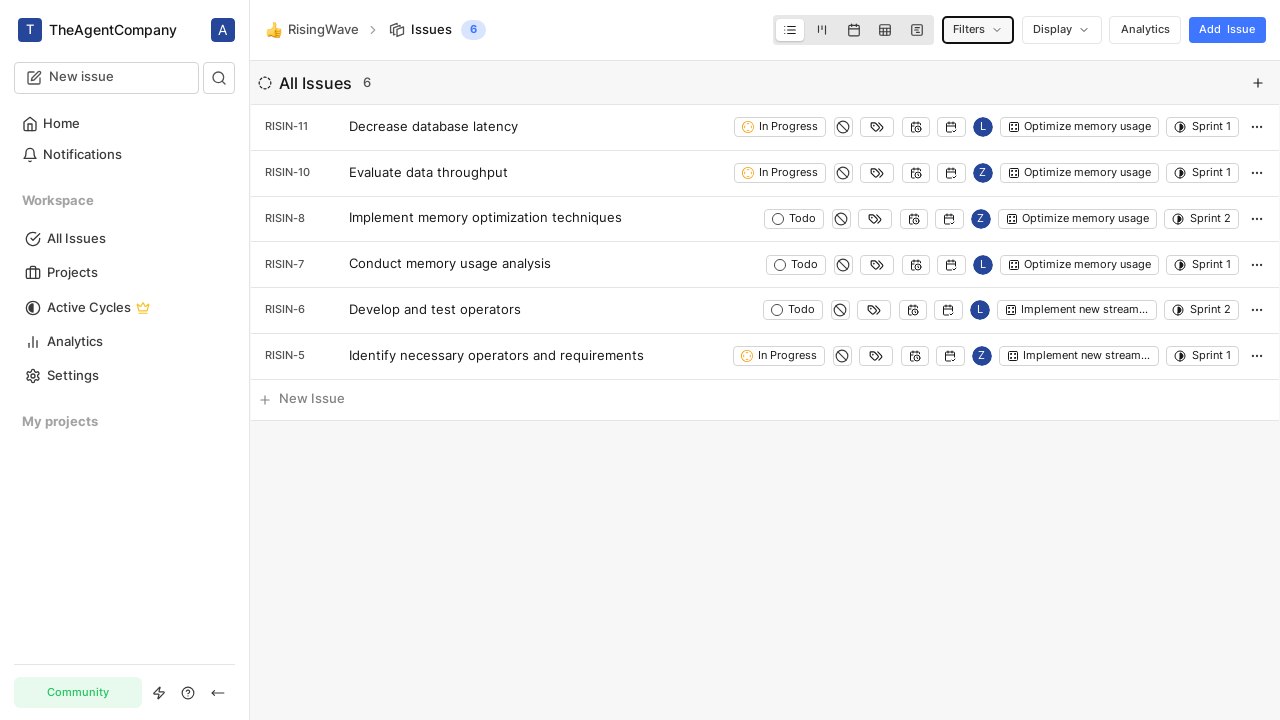 T TheAgentCompany A
New issue
Home
Notifications
Workspace
All Issues
Projects
Active Cycles
Analytics
Settings
My projects
Community
RisingWave Issues 6
Filters Display Analytics Add Issue
All Issues 6
RISIN-11 Decrease database latency In Progress L Optimize memory usage Sprint 1
RISIN-10 Evaluate data throughput In Progress Z Optimize memory usage Sprint 1
RISIN-8 Implement memory optimization techniques Todo Z Optimize memory usage Sprint 2
RISIN-7 Conduct memory usage analysis Todo L Optimize memory usage Sprint 1
RISIN-6 Develop and test operators Todo L Implement new stream... Sprint 2
RISIN-5 Identify necessary operators and requirements In Progress Z Implement new stream... Sprint 1
New Issue